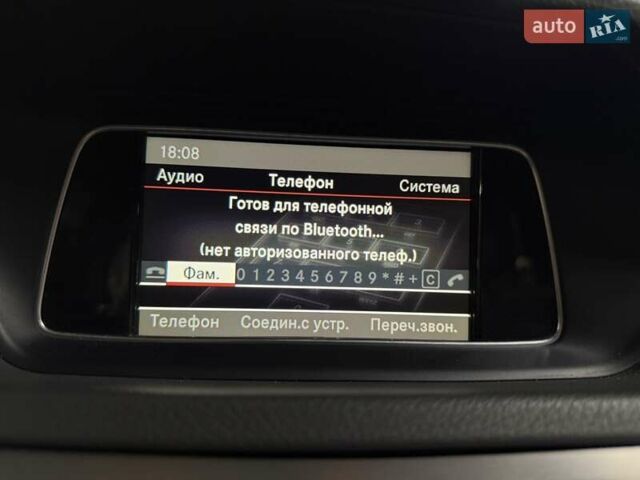 auto RIA.com
18:08
Аудио Телефон Система
Готов для телефонной
связи по Bluetooth...
(нет авторизованного телеф.)
Фам. 0 1 2 3 4 5 6 7 8 9 * # + C
Телефон Соедин.с устр. Переч.звон.